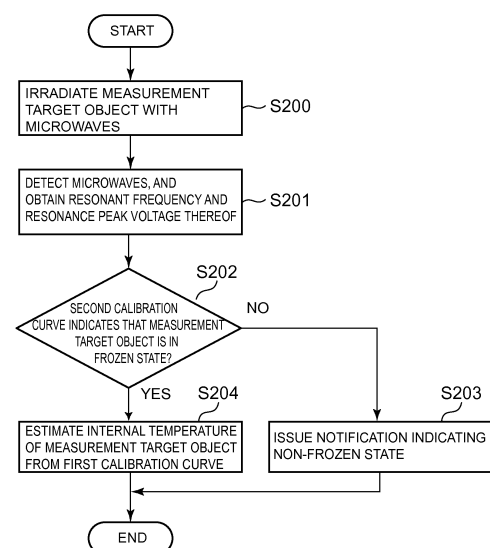 START
IRRADIATE MEASUREMENT
TARGET OBJECT WITH
MICROWAVES
S200
DETECT MICROWAVES, AND
OBTAIN RESONANT FREQUENCY AND
RESONANCE PEAK VOLTAGE THEREOF
S201
S202
SECOND CALIBRATION
CURVE INDICATES THAT MEASUREMENT
TARGET OBJECT IS IN
FROZEN STATE?
NO
YES
S204
ESTIMATE INTERNAL TEMPERATURE
OF MEASUREMENT TARGET OBJECT
FROM FIRST CALIBRATION CURVE
S203
ISSUE NOTIFICATION INDICATING
NON-FROZEN STATE
END